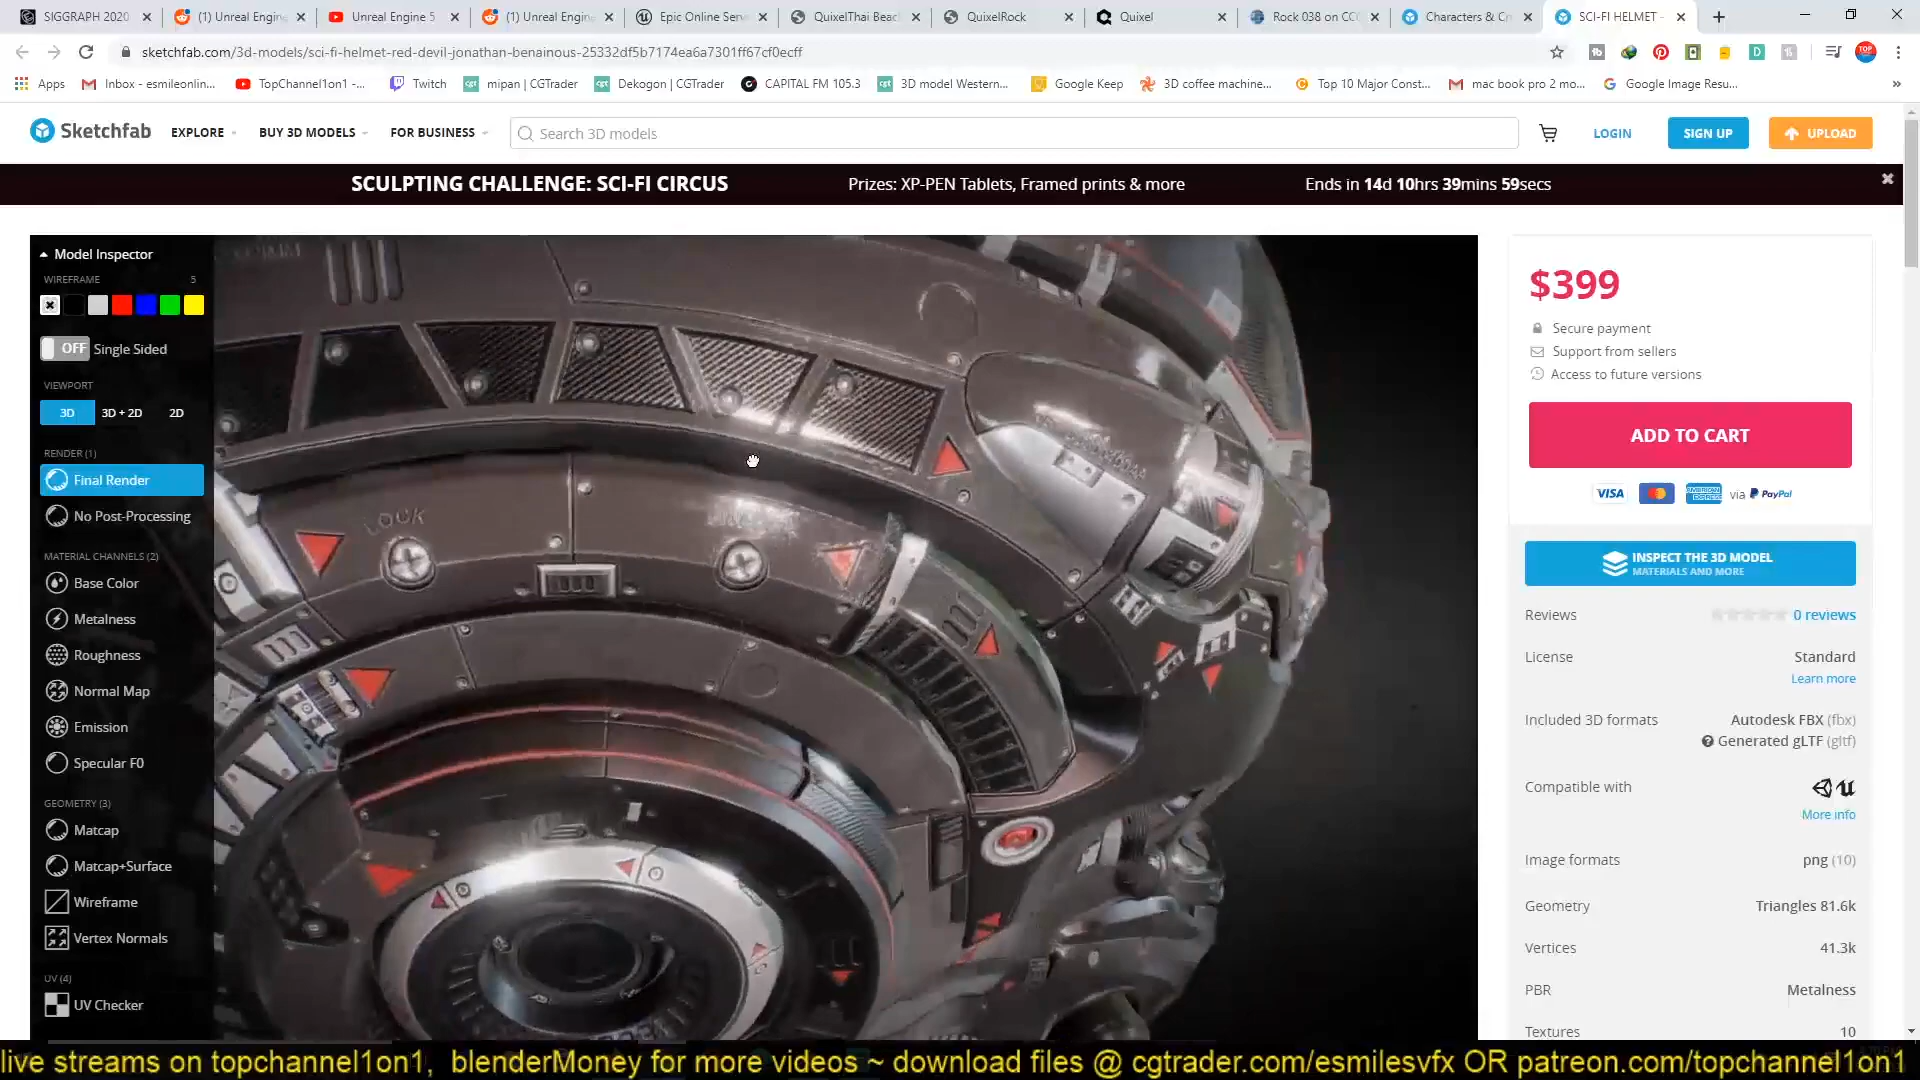 SIGGRAPH 2020
(1) Unreal Engin
Unreal Engine 5
(1) Unreal Engin
Epic Online Serv
QuixelThai Beac
QuixelRock
Quixel
Rock 038 on CC
Characters & Cr
SCI-FI HELMET -
sketchfab.com/3d-models/sci-fi-helmet-red-devil-jonathan-benainous-25332df5b7174ea6a7301ff67cf0ecff
Apps
Inbox - esmileonlin...
TopChannel1on1 -...
Twitch
mipan | CGTrader
Dekogon | CGTrader
CAPITAL FM 105.3
3D model Western...
Google Keep
3D coffee machine...
Top 10 Major Const...
mac book pro 2 mo...
Google Image Resu...
Sketchfab
EXPLORE
BUY 3D MODELS
FOR BUSINESS
Search 3D models
LOGIN
SIGN UP
UPLOAD
SCULPTING CHALLENGE: SCI-FI CIRCUS
Prizes: XP-PEN Tablets, Framed prints & more
Ends in 14d 10hrs 39mins 59secs
Model Inspector
WIREFRAME 5
OFF Single Sided
VIEWPORT
3D 3D + 2D 2D
RENDER (1)
Final Render
No Post-Processing
MATERIAL CHANNELS (2)
Base Color
Metalness
Roughness
Normal Map
Emission
Specular F0
GEOMETRY (3)
Matcap
Matcap+Surface
Wireframe
Vertex Normals
UV (4)
UV Checker
LOCK
$399
Secure payment
Support from sellers
Access to future versions
ADD TO CART
VISA
via PayPal
INSPECT THE 3D MODEL
MATERIALS AND MORE
Reviews 0 reviews
License Standard
Learn more
Included 3D formats Autodesk FBX (fbx)
Generated glTF (gltf)
Compatible with
More info
Image formats png (10)
Geometry Triangles 81.6k
Vertices 41.3k
PBR Metalness
Textures 10
live streams on topchannel1on1, blenderMoney for more videos ~ download files @ cgtrader.com/esmilesvfx OR patreon.com/topchannel1on1